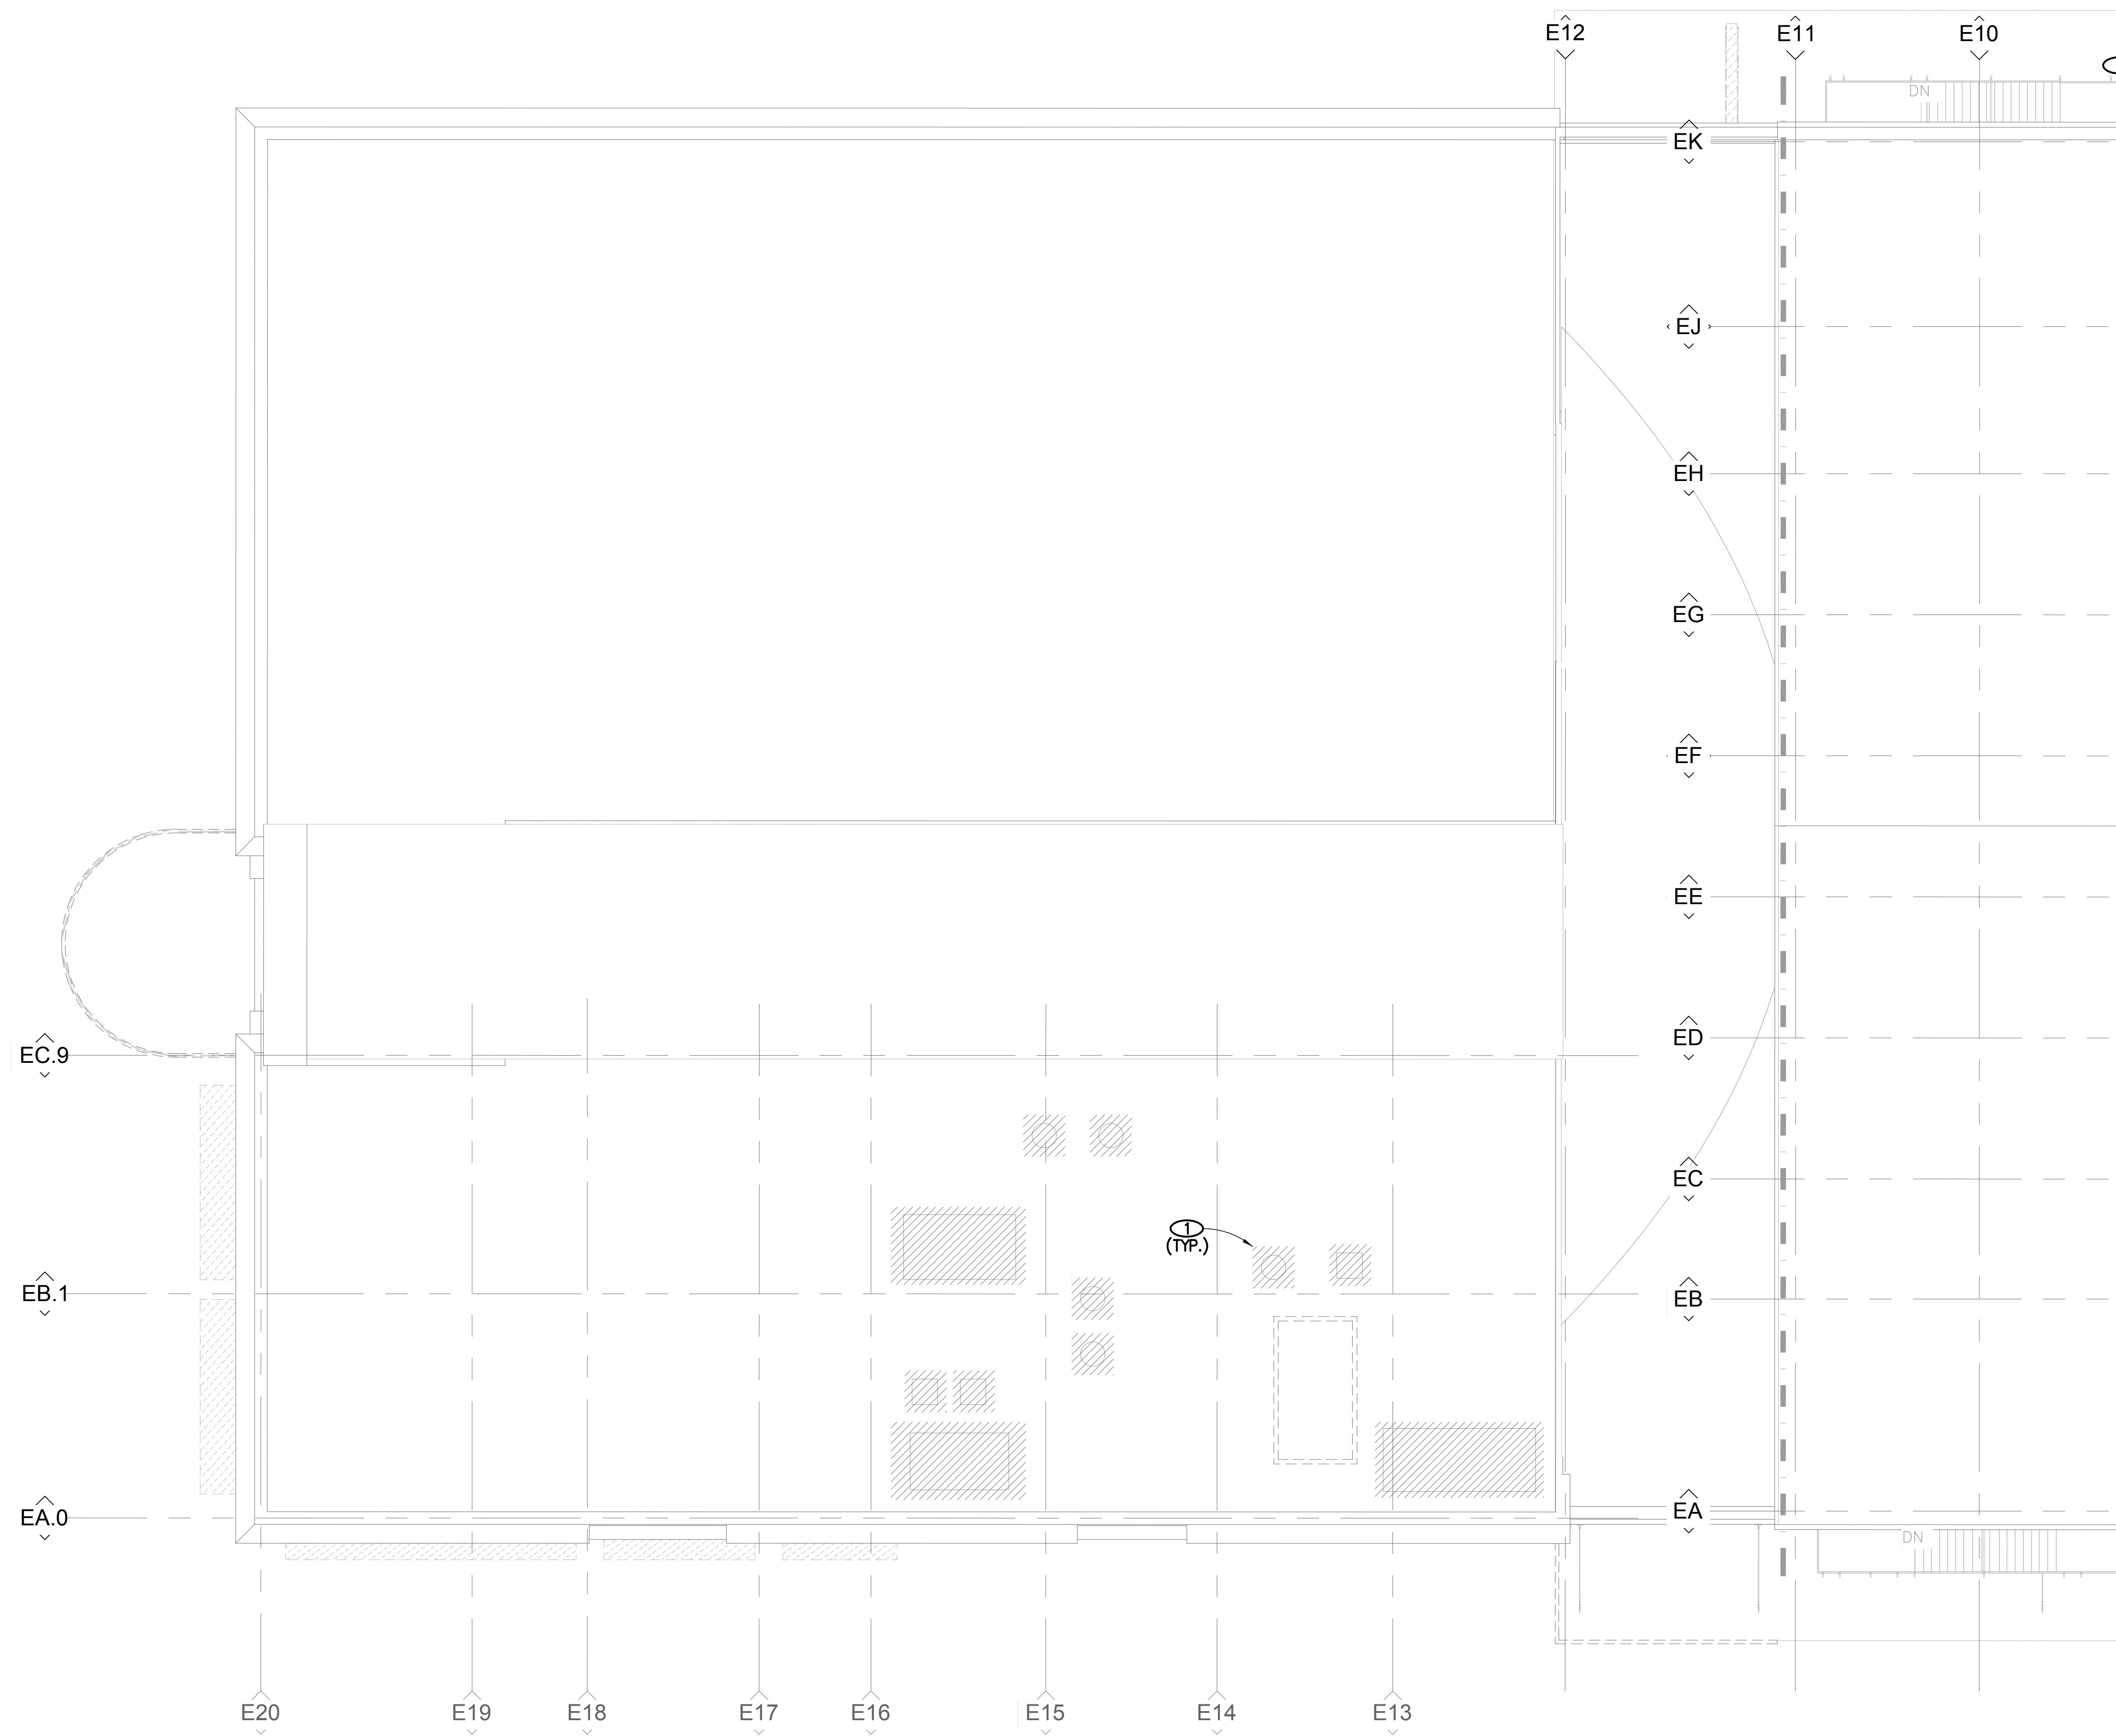 E12
E11
E10
DN
EK
EJ
EH
EG
EF
EE
ED
EC.9
EC
1
(TYP.)
EB.1
EB
EA
EA.0
DN
E20
E19
E18
E17
E16
E15
E14
E13